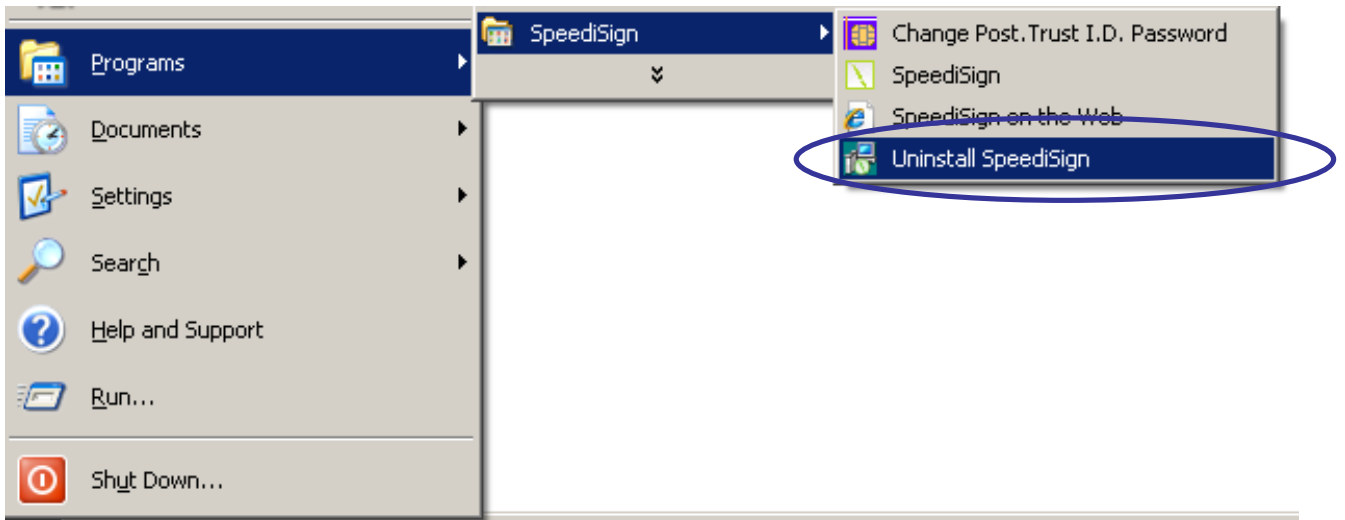 Programs
Documents
Settings
Search
Help and Support
Run...
Shut Down...
SpeediSign
Change Post.Trust I.D. Password
SpeediSign
SpeediSign on the Web
Uninstall SpeediSign